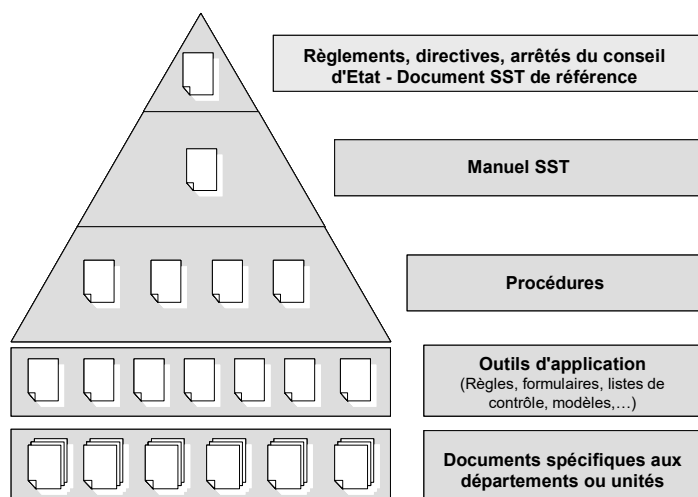 Règlements, directives, arrêtés du conseil
d'Etat - Document SST de référence
Manuel SST
Procédures
Outils d'application
(Règles, formulaires, listes de
contrôle, modèles,…)
Documents spécifiques aux
départements ou unités